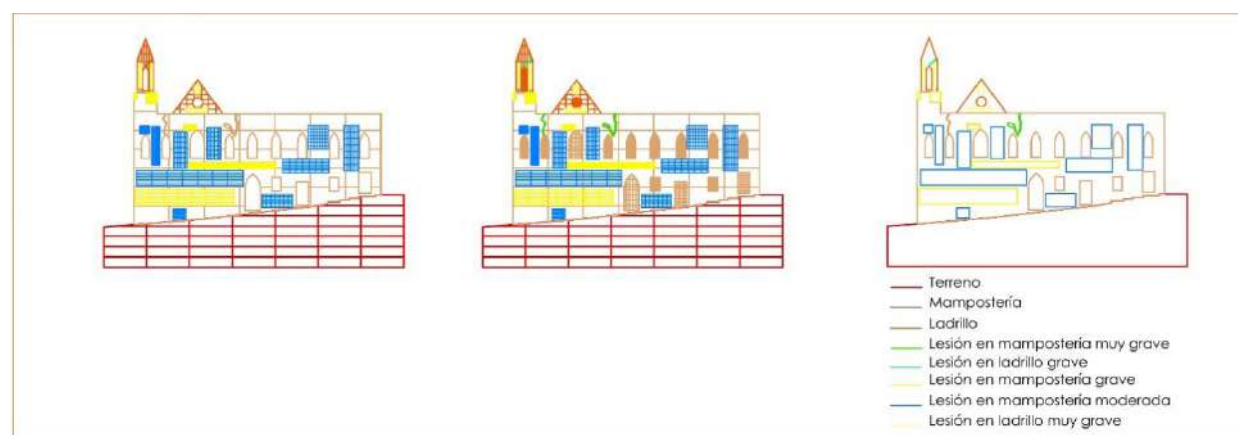 Terreno
Mampostería
Ladrillo
Lesión en mampostería muy grave
Lesión en ladrillo grave
Lesión en mampostería grave
Lesión en mampostería moderada
Lesión en ladrillo muy grave